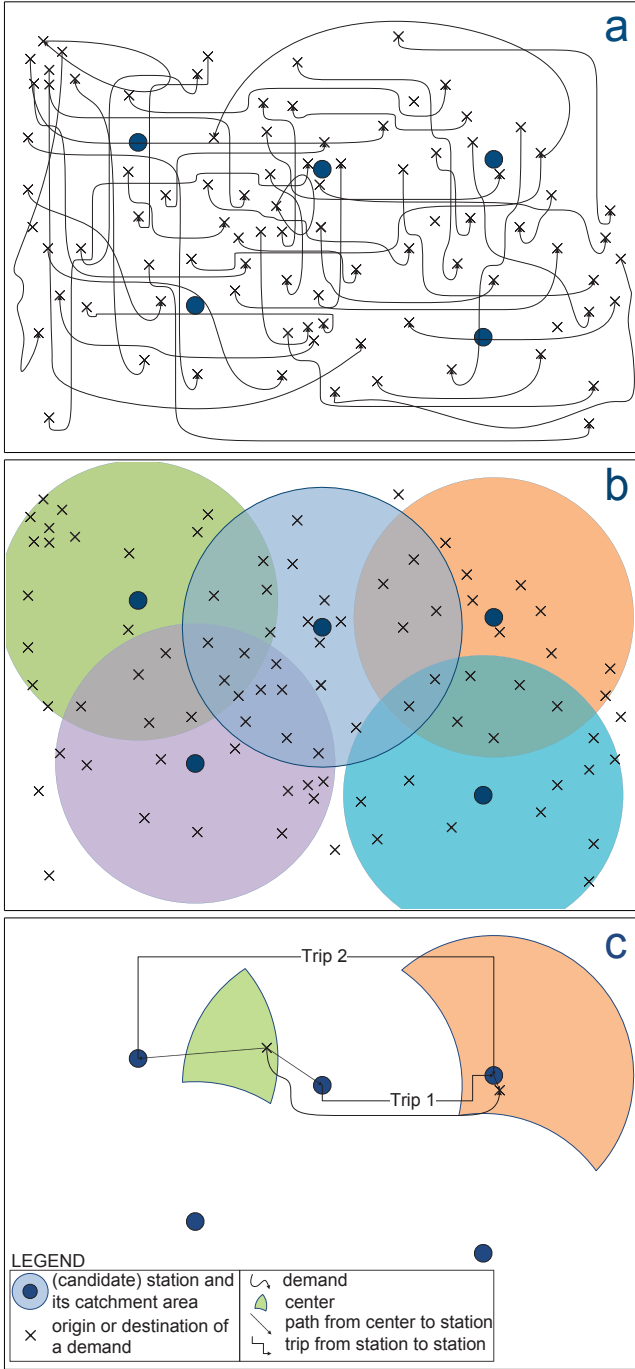 a
b
c
Trip 2
Trip 1
LEGEND
(candidate) station and
its catchment area
origin or destination of
a demand
demand
center
path from center to station
trip from station to station